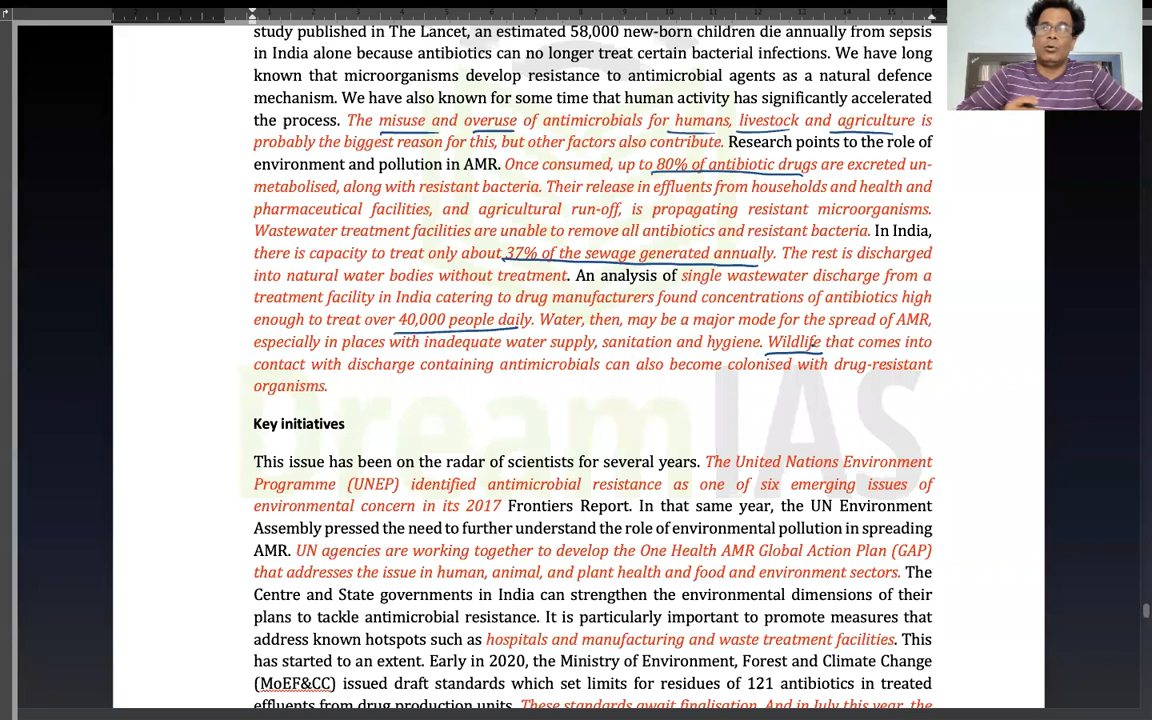 study published in The Lancet, an estimated 58,000 new-born children die annually from sepsis
in India alone because antibiotics can no longer treat certain bacterial infections. We have long
known that microorganisms develop resistance to antimicrobial agents as a natural defence
mechanism. We have also known for some time that human activity has significantly accelerated
the process. The misuse and overuse of antimicrobials for humans, livestock and agriculture is
probably the biggest reason for this, but other factors also contribute. Research points to the role of
environment and pollution in AMR. Once consumed, up to 80% of antibiotic drugs are excreted un-
metabolised, along with resistant bacteria. Their release in effluents from households and health and
pharmaceutical facilities, and agricultural run-off, is propagating resistant microorganisms.
Wastewater treatment facilities are unable to remove all antibiotics and resistant bacteria. In India,
there is capacity to treat only about 37% of the sewage generated annually. The rest is discharged
into natural water bodies without treatment. An analysis of single wastewater discharge from a
treatment facility in India catering to drug manufacturers found concentrations of antibiotics high
enough to treat over 40,000 people daily. Water, then, may be a major mode for the spread of AMR,
especially in places with inadequate water supply, sanitation and hygiene. Wildlife that comes into
contact with discharge containing antimicrobials can also become colonised with drug-resistant
organisms.
DreamIAS
Key initiatives
This issue has been on the radar of scientists for several years. The United Nations Environment
Programme (UNEP) identified antimicrobial resistance as one of six emerging issues of
environmental concern in its 2017 Frontiers Report. In that same year, the UN Environment
Assembly pressed the need to further understand the role of environmental pollution in spreading
AMR. UN agencies are working together to develop the One Health AMR Global Action Plan (GAP)
that addresses the issue in human, animal, and plant health and food and environment sectors. The
Centre and State governments in India can strengthen the environmental dimensions of their
plans to tackle antimicrobial resistance. It is particularly important to promote measures that
address known hotspots such as hospitals and manufacturing and waste treatment facilities. This
has started to an extent. Early in 2020, the Ministry of Environment, Forest and Climate Change
(MoEF&CC) issued draft standards which set limits for residues of 121 antibiotics in treated
effluents from drug production units. These standards await finalisation. And in July this year, the